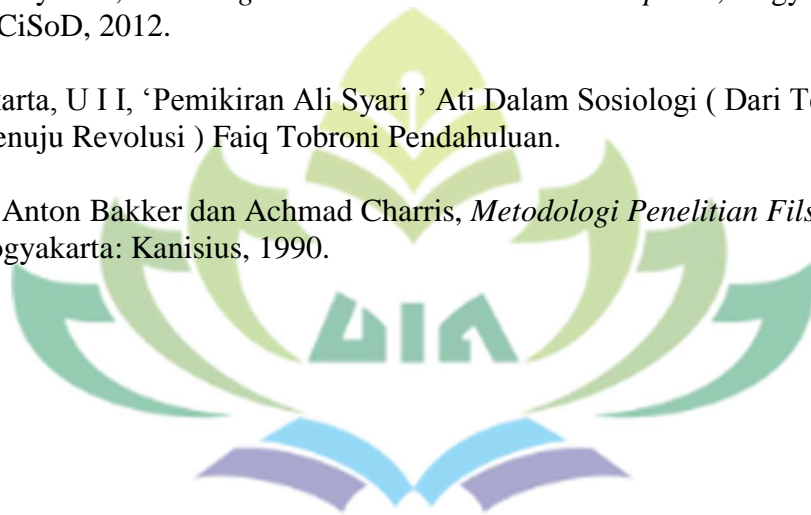 CiSoD, 2012.
arta, U I I, ‘Pemikiran Ali Syari ’ Ati Dalam Sosiologi ( Dari T
enuju Revolusi ) Faiq Tobroni Pendahuluan.
Anton Bakker dan Achmad Charris, Metodologi Penelitian Fils
ogyakarta: Kanisius, 1990.
UIN